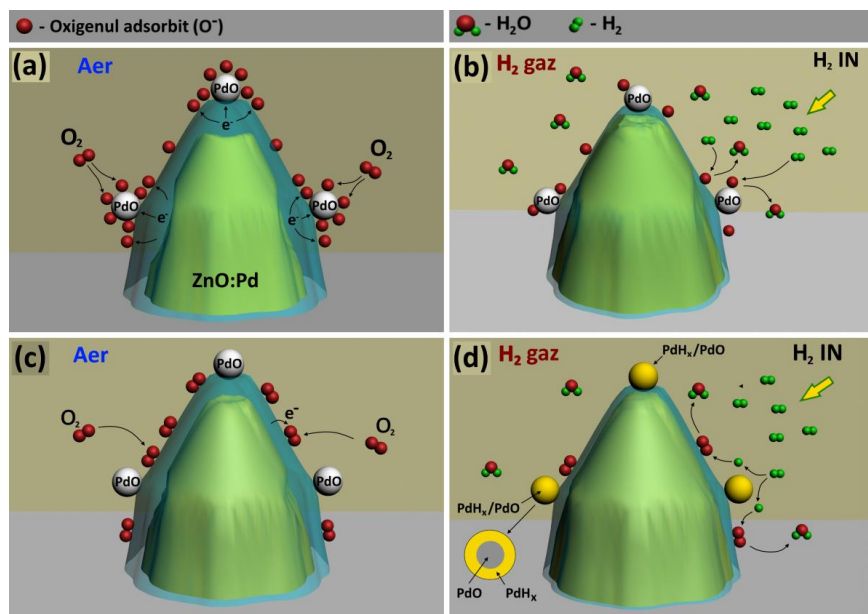 - Oxigenul adsorbit (O⁻)
- H₂O - H₂
(a) Aer
PdO
e⁻
O₂ O₂
PdO PdO
e⁻ e⁻
ZnO:Pd
(b) H₂ gaz H₂ IN
PdO
PdO PdO
(c) Aer
PdO
e⁻
O₂ O₂
PdO PdO
(d) H₂ gaz PdHₓ/PdO H₂ IN
PdHₓ/PdO
PdO PdHₓ